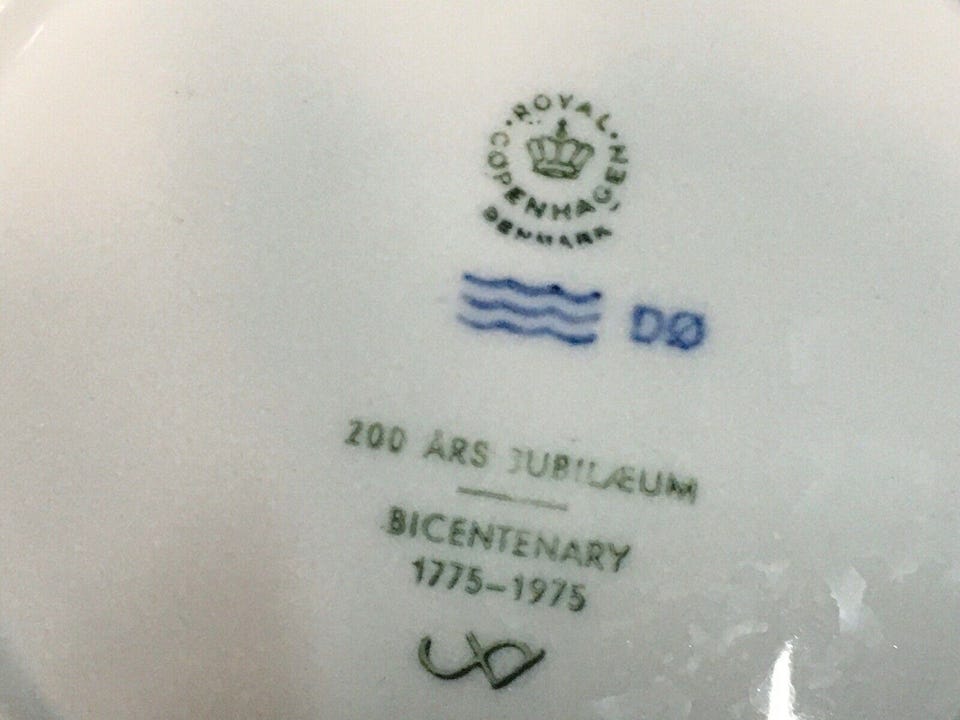 ROYAL
COPENHAGEN
DENMARK
DØ
200 ÅRS JUBILÆUM
BICENTENARY
1775-1975